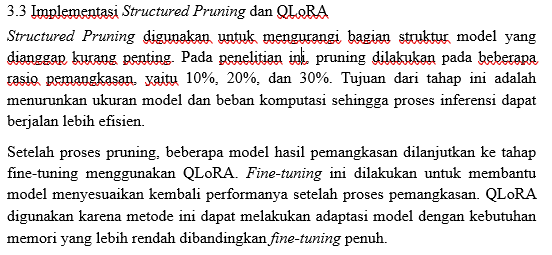 3.3 Implementasi Structured Pruning dan QLoRA
Structured Pruning digunakan untuk mengurangi bagian struktur model yang
dianggap kurang penting. Pada penelitian ini, pruning dilakukan pada beberapa
rasio pemangkasan, yaitu 10%, 20%, dan 30%. Tujuan dari tahap ini adalah
menurunkan ukuran model dan beban komputasi sehingga proses inferensi dapat
berjalan lebih efisien.
Setelah proses pruning, beberapa model hasil pemangkasan dilanjutkan ke tahap
fine-tuning menggunakan QLoRA. Fine-tuning ini dilakukan untuk membantu
model menyesuaikan kembali performanya setelah proses pemangkasan. QLoRA
digunakan karena metode ini dapat melakukan adaptasi model dengan kebutuhan
memori yang lebih rendah dibandingkan fine-tuning penuh.